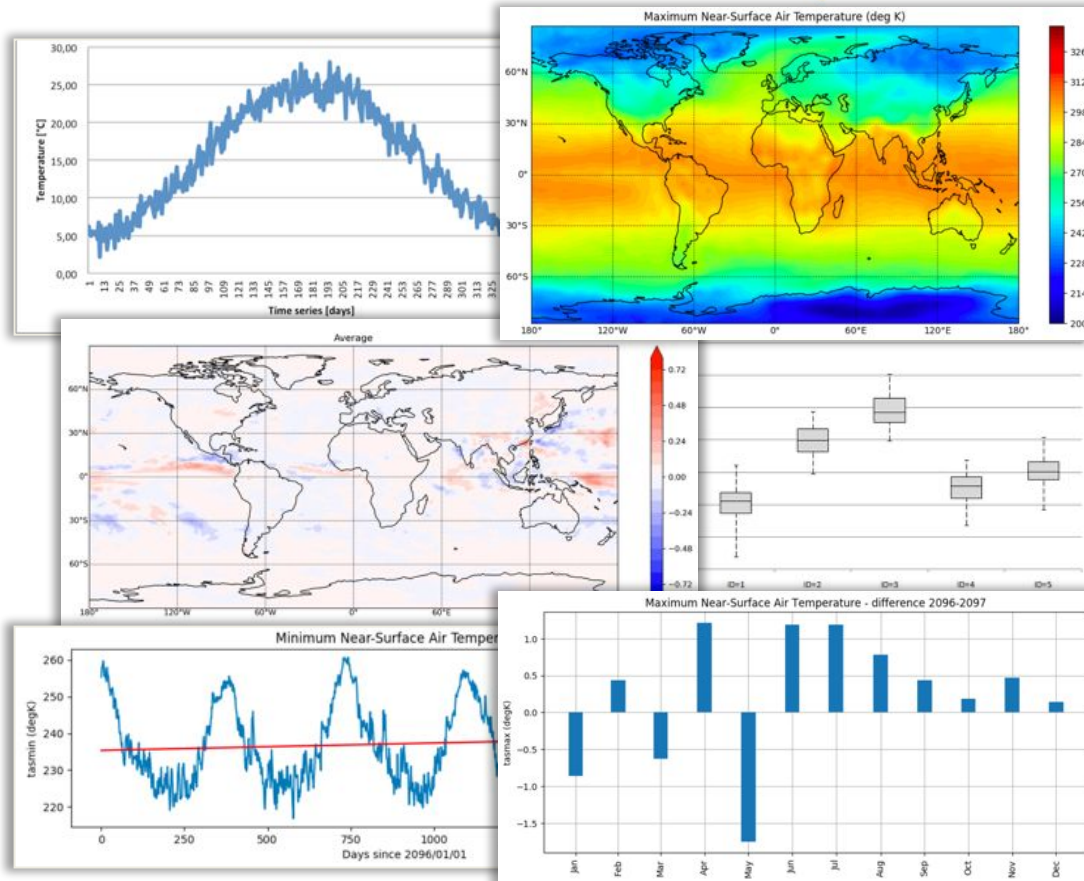 30,00
25,00
20,00
15,00
10,00
5,00
0,00
Temperature [°C]
1 13 25 37 49 61 73 85 97 109 121 133 145 157 169 181 193 205 217 229 241 253 265 277 289 301 313 325
Time series [days]
Maximum Near-Surface Air Temperature (deg K)
60°N
30°N
0°
30°S
60°S
180° 120°W 60°W 0° 60°E 120°E 180°
326
312
298
284
270
256
242
228
214
200
Average
60°N
30°N
0°
30°S
60°S
180° 120°W 60°W 0°
0.72
0.48
0.24
0.00
−0.24
−0.48
−0.72
ID=1 ID=2 ID=3 ID=4 ID=5
Minimum Near-Surface Air Temper
260
250
240
230
220
tasmin (degK)
0 250 500 750 1000
Days since 2096/01/01
Maximum Near-Surface Air Temperature - difference 2096-2097
1.0
0.5
0.0
−0.5
−1.0
−1.5
tasmax (degK)
Jan Feb Mar Apr May Jun Jul Aug Sep Oct Nov Dec